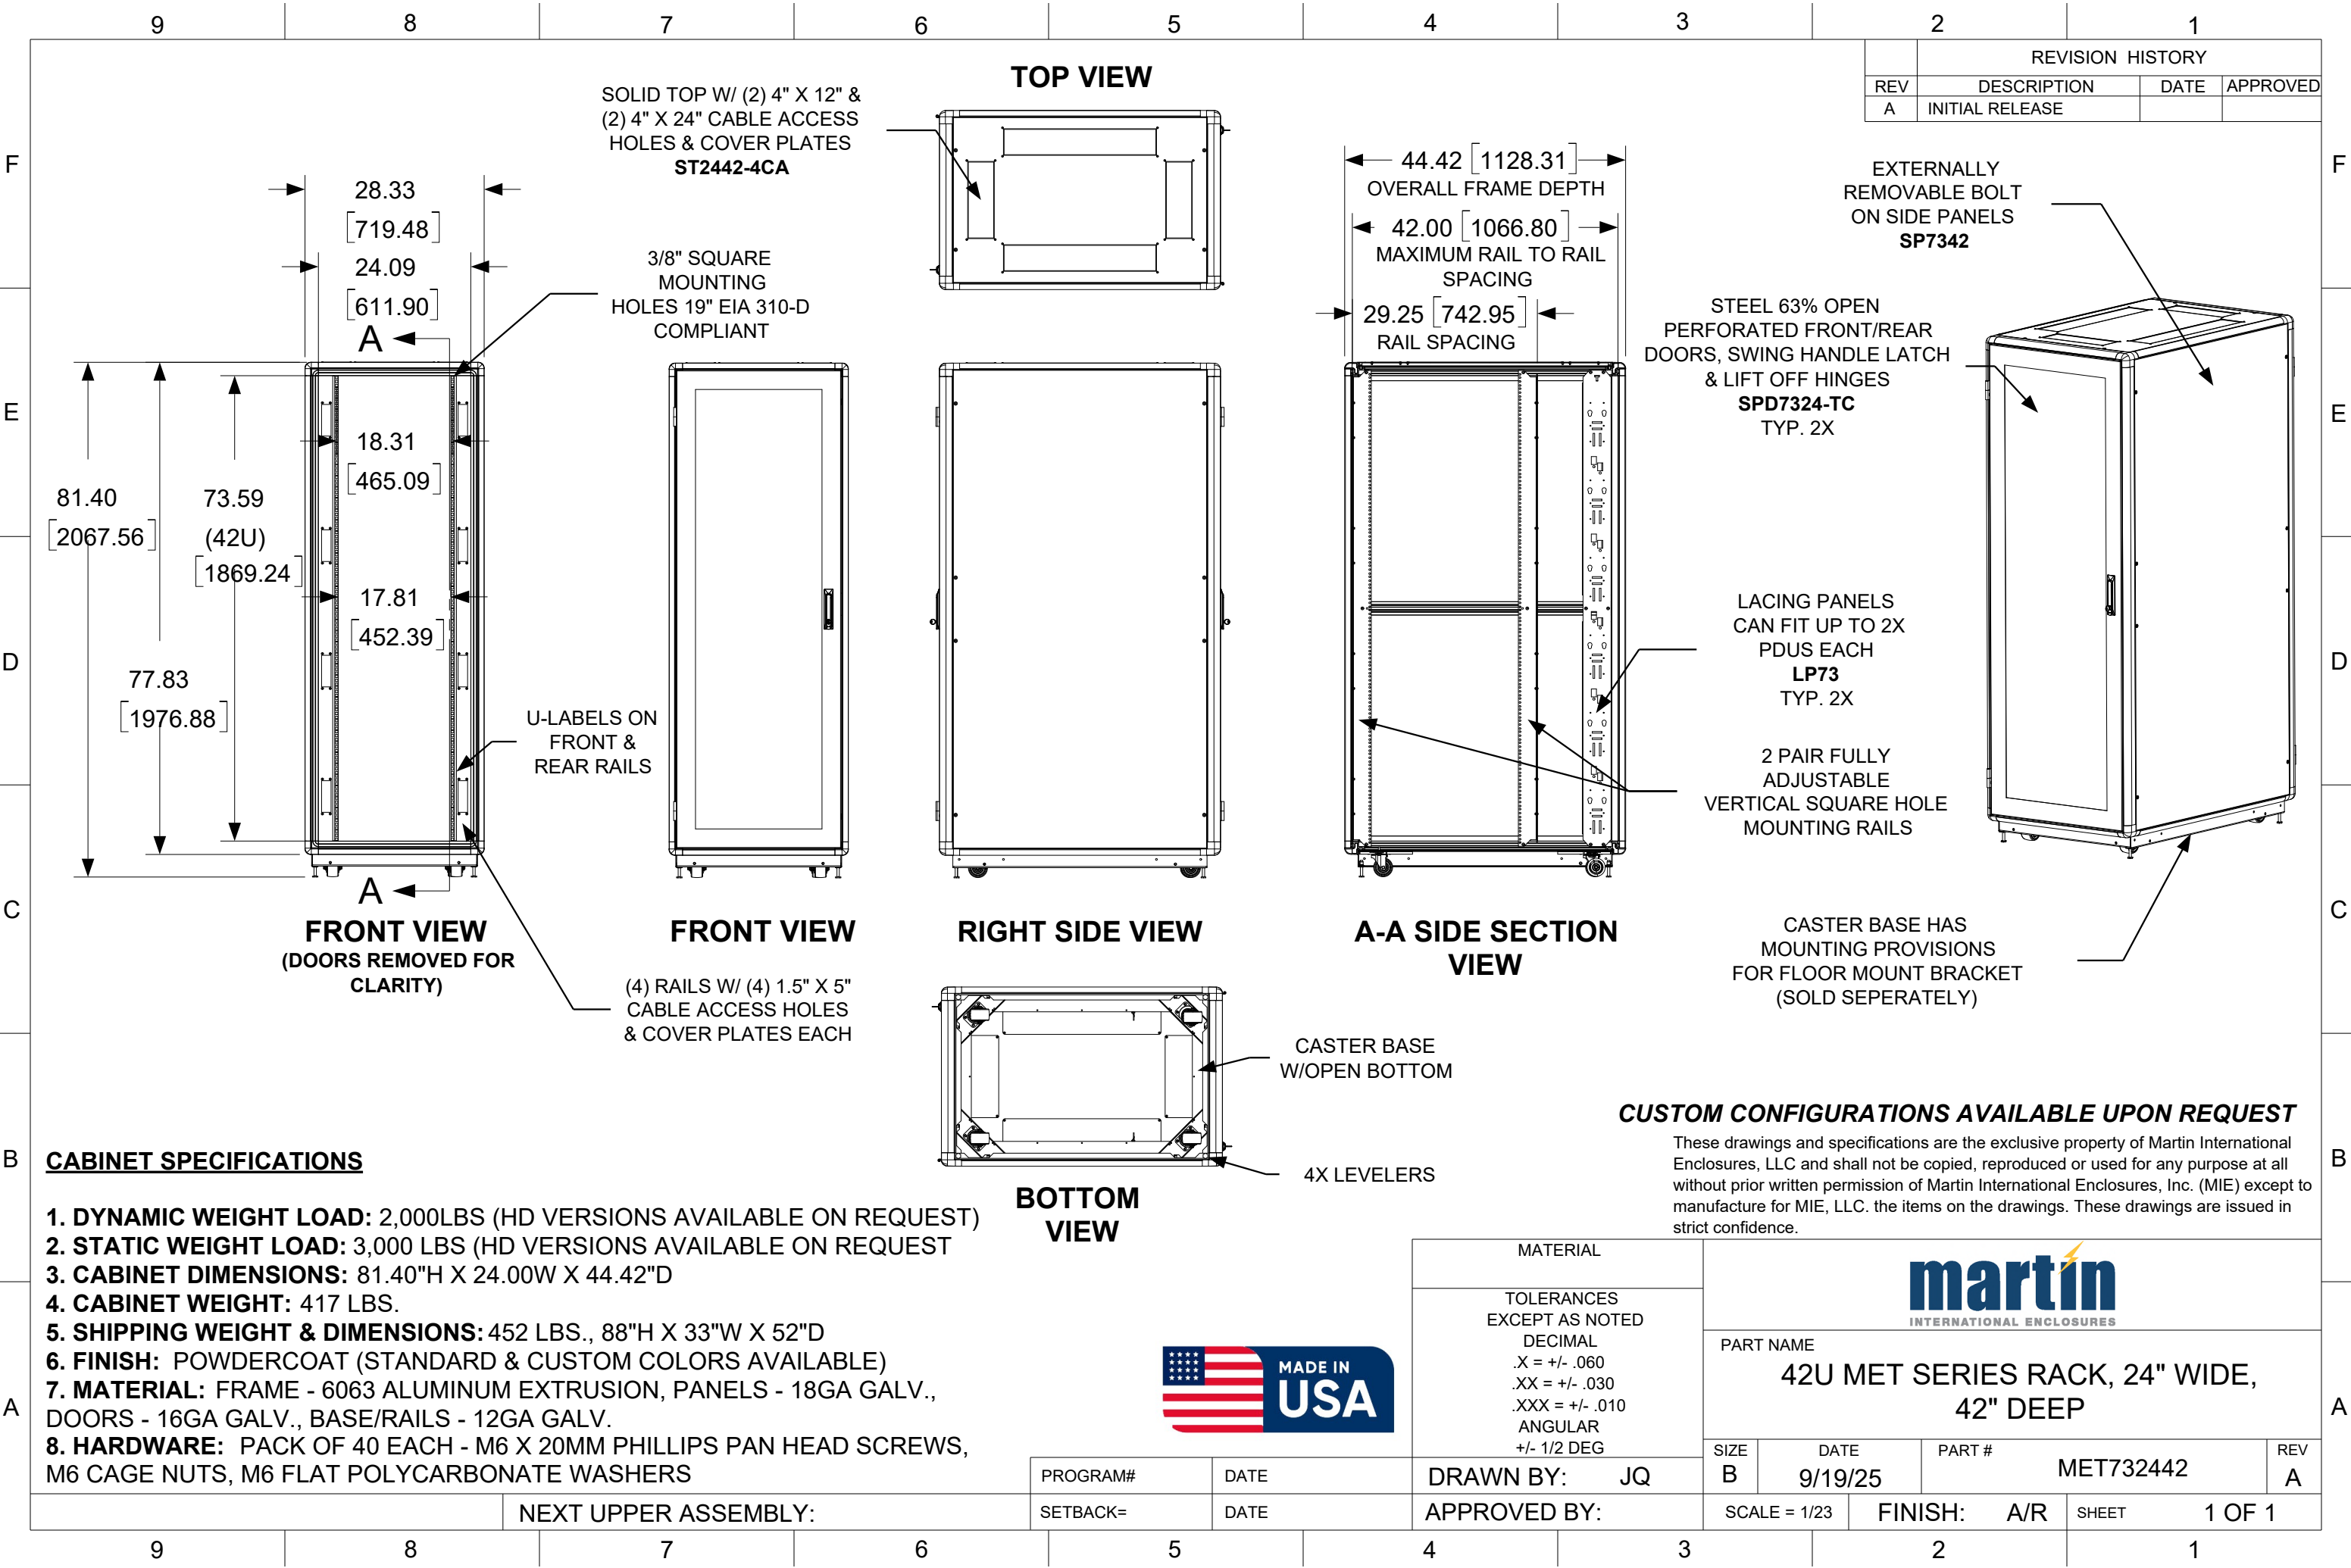 9 8 7 6 5 4 3 2 1
F
E
D
C
B
A
REVISION HISTORY
REV DESCRIPTION DATE APPROVED
A INITIAL RELEASE
TOP VIEW
SOLID TOP W/ (2) 4" X 12" &
(2) 4" X 24" CABLE ACCESS
HOLES & COVER PLATES
ST2442-4CA
28.33
[719.48]
24.09
[611.90]
A
3/8" SQUARE
MOUNTING
HOLES 19" EIA 310-D
COMPLIANT
44.42 [1128.31]
OVERALL FRAME DEPTH
42.00 [1066.80]
MAXIMUM RAIL TO RAIL
SPACING
29.25 [742.95]
RAIL SPACING
EXTERNALLY
REMOVABLE BOLT
ON SIDE PANELS
SP7342
STEEL 63% OPEN
PERFORATED FRONT/REAR
DOORS, SWING HANDLE LATCH
& LIFT OFF HINGES
SPD7324-TC
TYP. 2X
18.31
[465.09]
81.40
[2067.56]
73.59
(42U)
[1869.24]
17.81
[452.39]
77.83
[1976.88]
U-LABELS ON
FRONT &
REAR RAILS
LACING PANELS
CAN FIT UP TO 2X
PDUS EACH
LP73
TYP. 2X
2 PAIR FULLY
ADJUSTABLE
VERTICAL SQUARE HOLE
MOUNTING RAILS
A
FRONT VIEW
(DOORS REMOVED FOR
CLARITY)
FRONT VIEW
RIGHT SIDE VIEW
A-A SIDE SECTION
VIEW
CASTER BASE HAS
MOUNTING PROVISIONS
FOR FLOOR MOUNT BRACKET
(SOLD SEPERATELY)
(4) RAILS W/ (4) 1.5" X 5"
CABLE ACCESS HOLES
& COVER PLATES EACH
CASTER BASE
W/OPEN BOTTOM
4X LEVELERS
BOTTOM
VIEW
CUSTOM CONFIGURATIONS AVAILABLE UPON REQUEST
These drawings and specifications are the exclusive property of Martin International
Enclosures, LLC and shall not be copied, reproduced or used for any purpose at all
without prior written permission of Martin International Enclosures, Inc. (MIE) except to
manufacture for MIE, LLC. the items on the drawings. These drawings are issued in
strict confidence.
CABINET SPECIFICATIONS
1. DYNAMIC WEIGHT LOAD: 2,000LBS (HD VERSIONS AVAILABLE ON REQUEST)
2. STATIC WEIGHT LOAD: 3,000 LBS (HD VERSIONS AVAILABLE ON REQUEST
3. CABINET DIMENSIONS: 81.40"H X 24.00W X 44.42"D
4. CABINET WEIGHT: 417 LBS.
5. SHIPPING WEIGHT & DIMENSIONS: 452 LBS., 88"H X 33"W X 52"D
6. FINISH: POWDERCOAT (STANDARD & CUSTOM COLORS AVAILABLE)
7. MATERIAL: FRAME - 6063 ALUMINUM EXTRUSION, PANELS - 18GA GALV.,
DOORS - 16GA GALV., BASE/RAILS - 12GA GALV.
8. HARDWARE: PACK OF 40 EACH - M6 X 20MM PHILLIPS PAN HEAD SCREWS,
M6 CAGE NUTS, M6 FLAT POLYCARBONATE WASHERS
MADE IN
USA
MATERIAL
TOLERANCES
EXCEPT AS NOTED
DECIMAL
.X = +/- .060
.XX = +/- .030
.XXX = +/- .010
ANGULAR
+/- 1/2 DEG
martin
INTERNATIONAL ENCLOSURES
PART NAME
42U MET SERIES RACK, 24" WIDE,
42" DEEP
SIZE DATE PART # REV
B 9/19/25 MET732442 A
PROGRAM# DATE
DRAWN BY: JQ
NEXT UPPER ASSEMBLY:
SETBACK= DATE
APPROVED BY:
SCALE = 1/23 FINISH: A/R SHEET 1 OF 1
F
E
D
C
B
A
9 8 7 6 5 4 3 2 1